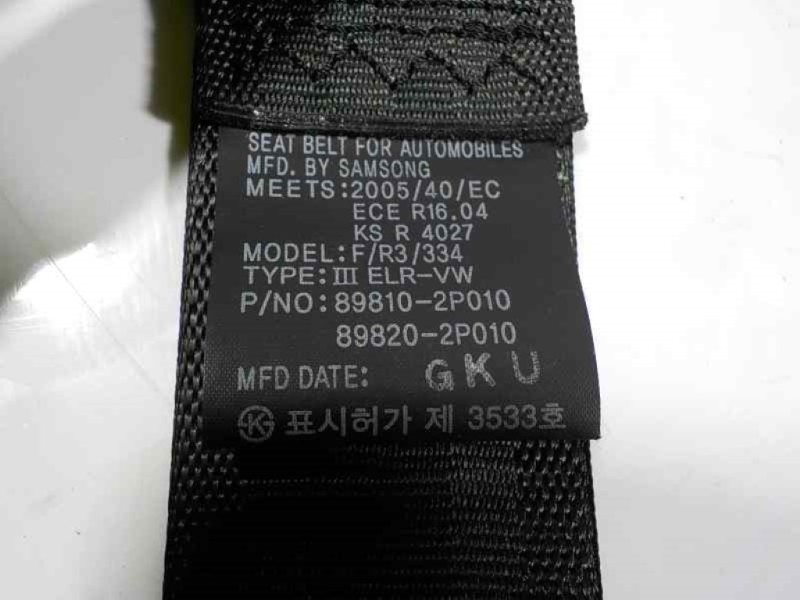 SEAT BELT FOR AUTOMOBILES
MFD. BY SAMSONG
MEETS:2005/40/EC
ECE R16.04
KS R 4027
MODEL:F/R3/334
TYPE:Ⅲ ELR-VW
P/NO:89810-2P010
89820-2P010
MFD DATE: GKU
표시허가 제 3533호